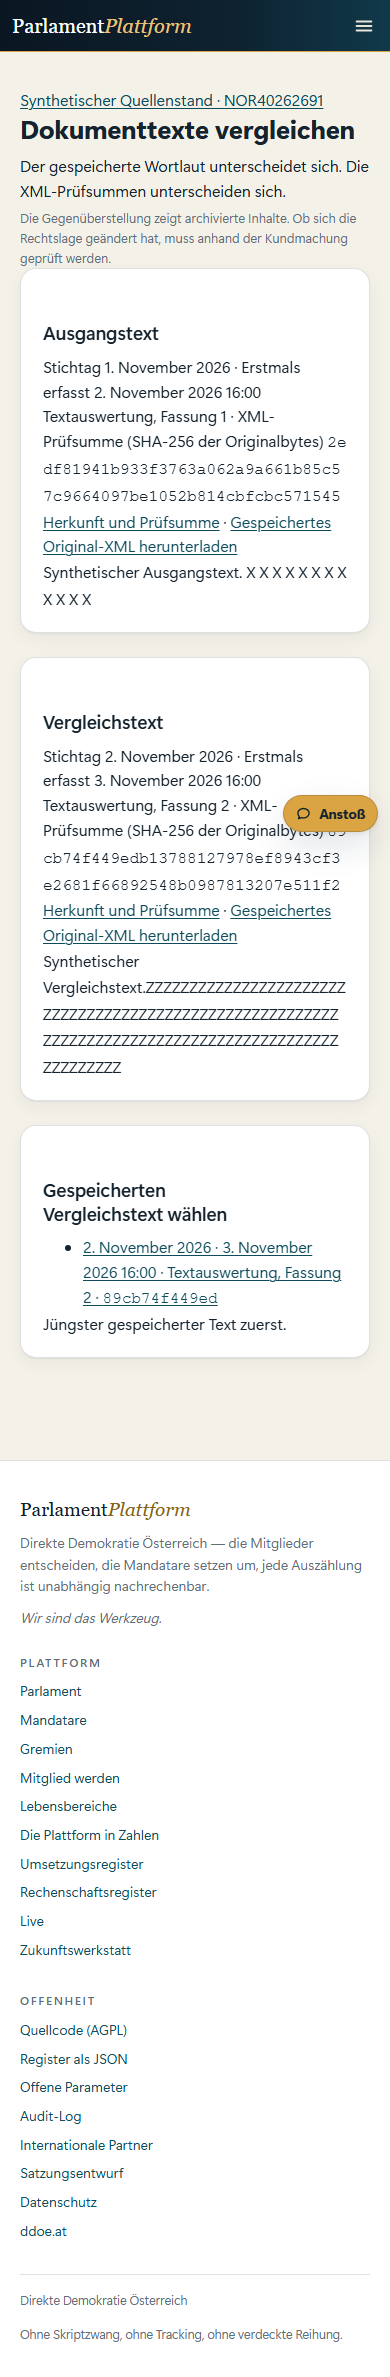 ParlamentPlattform
Synthetischer Quellenstand · NOR40262691
Dokumenttexte vergleichen
Der gespeicherte Wortlaut unterscheidet sich. Die
XML-Prüfsummen unterscheiden sich.
Die Gegenüberstellung zeigt archivierte Inhalte. Ob sich die
Rechtslage geändert hat, muss anhand der Kundmachung
geprüft werden.
Ausgangstext
Stichtag 1. November 2026 · Erstmals
erfasst 2. November 2026 16:00
Textauswertung, Fassung 1 · XML-
Prüfsumme (SHA-256 der Originalbytes) 2e
df81941b933f3763a062a9a661b85c5
7c9664097be1052b814cbfcbc571545
Herkunft und Prüfsumme · Gespeichertes
Original-XML herunterladen
Synthetischer Ausgangstext. X X X X X X X X
X X X X
Vergleichstext
Stichtag 2. November 2026 · Erstmals
erfasst 3. November 2026 16:00
Textauswertung, Fassung 2 · XML-
Anstoß
Prüfsumme (SHA-256 der Originalbytes) 89
cb74f449edb13788127978ef8943cf3
e2681f66892548b0987813207e511f2
Herkunft und Prüfsumme · Gespeichertes
Original-XML herunterladen
Synthetischer
Vergleichstext.ZZZZZZZZZZZZZZZZZZZZZZZ
ZZZZZZZZZZZZZZZZZZZZZZZZZZZZZZZZZZ
ZZZZZZZZZZZZZZZZZZZZZZZZZZZZZZZZZZ
ZZZZZZZZZ
Gespeicherten
Vergleichstext wählen
2. November 2026 · 3. November
2026 16:00 · Textauswertung, Fassung
2 · 89cb74f449ed
Jüngster gespeicherter Text zuerst.
ParlamentPlattform
Direkte Demokratie Österreich — die Mitglieder
entscheiden, die Mandatare setzen um, jede Auszählung
ist unabhängig nachrechenbar.
Wir sind das Werkzeug.
PLATTFORM
Parlament
Mandatare
Gremien
Mitglied werden
Lebensbereiche
Die Plattform in Zahlen
Umsetzungsregister
Rechenschaftsregister
Live
Zukunftswerkstatt
OFFENHEIT
Quellcode (AGPL)
Register als JSON
Offene Parameter
Audit-Log
Internationale Partner
Satzungsentwurf
Datenschutz
ddoe.at
Direkte Demokratie Österreich
Ohne Skriptzwang, ohne Tracking, ohne verdeckte Reihung.